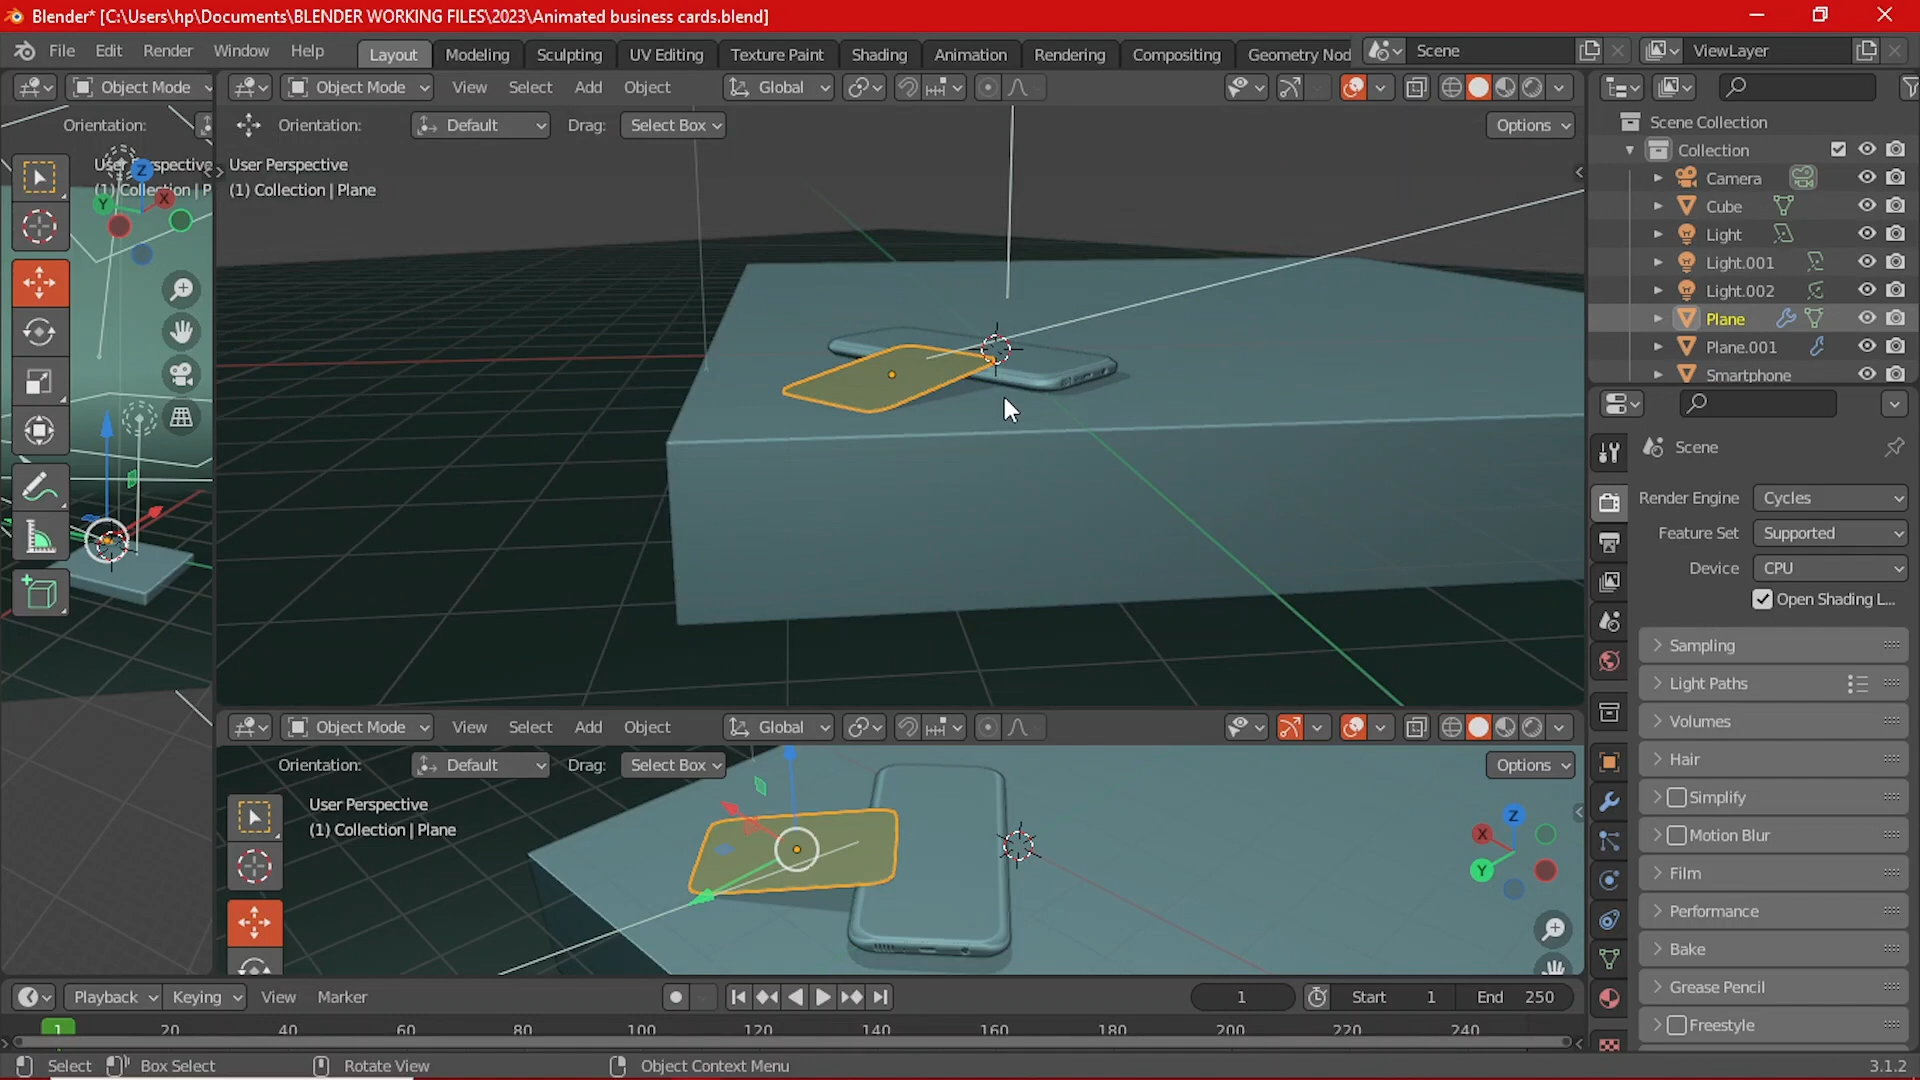 Blender* [C:\Users\hp\Documents\BLENDER WORKING FILES\2023\Animated business cards.blend]
File Edit Render Window Help Layout Modeling Sculpting UV Editing Texture Paint Shading Animation Rendering Compositing Geometry Nod Scene ViewLayer
Object Mode Object Mode View Select Add Object Global
Orientation: Orientation: Default Drag: Select Box Options
User Perspective
(1) Collection | P
User Perspective
(1) Collection | Plane
Z
X
Y
Scene Collection
Collection
Camera
Cube
Light
Light.001
Light.002
Plane
Plane.001
Smartphone
Scene
Render Engine Cycles
Feature Set Supported
Device CPU
Open Shading L...
Sampling
Light Paths
Volumes
Hair
Simplify
Motion Blur
Film
Performance
Bake
Grease Pencil
Freestyle
Object Mode View Select Add Object Global
Orientation: Default Drag: Select Box Options
User Perspective
(1) Collection | Plane
Z
X
Y
Playback Keying View Marker 1 Start 1 End 250
1 20 40 60 80 100 120 140 160 180 200 220 240
Select Box Select Rotate View Object Context Menu 3.1.2